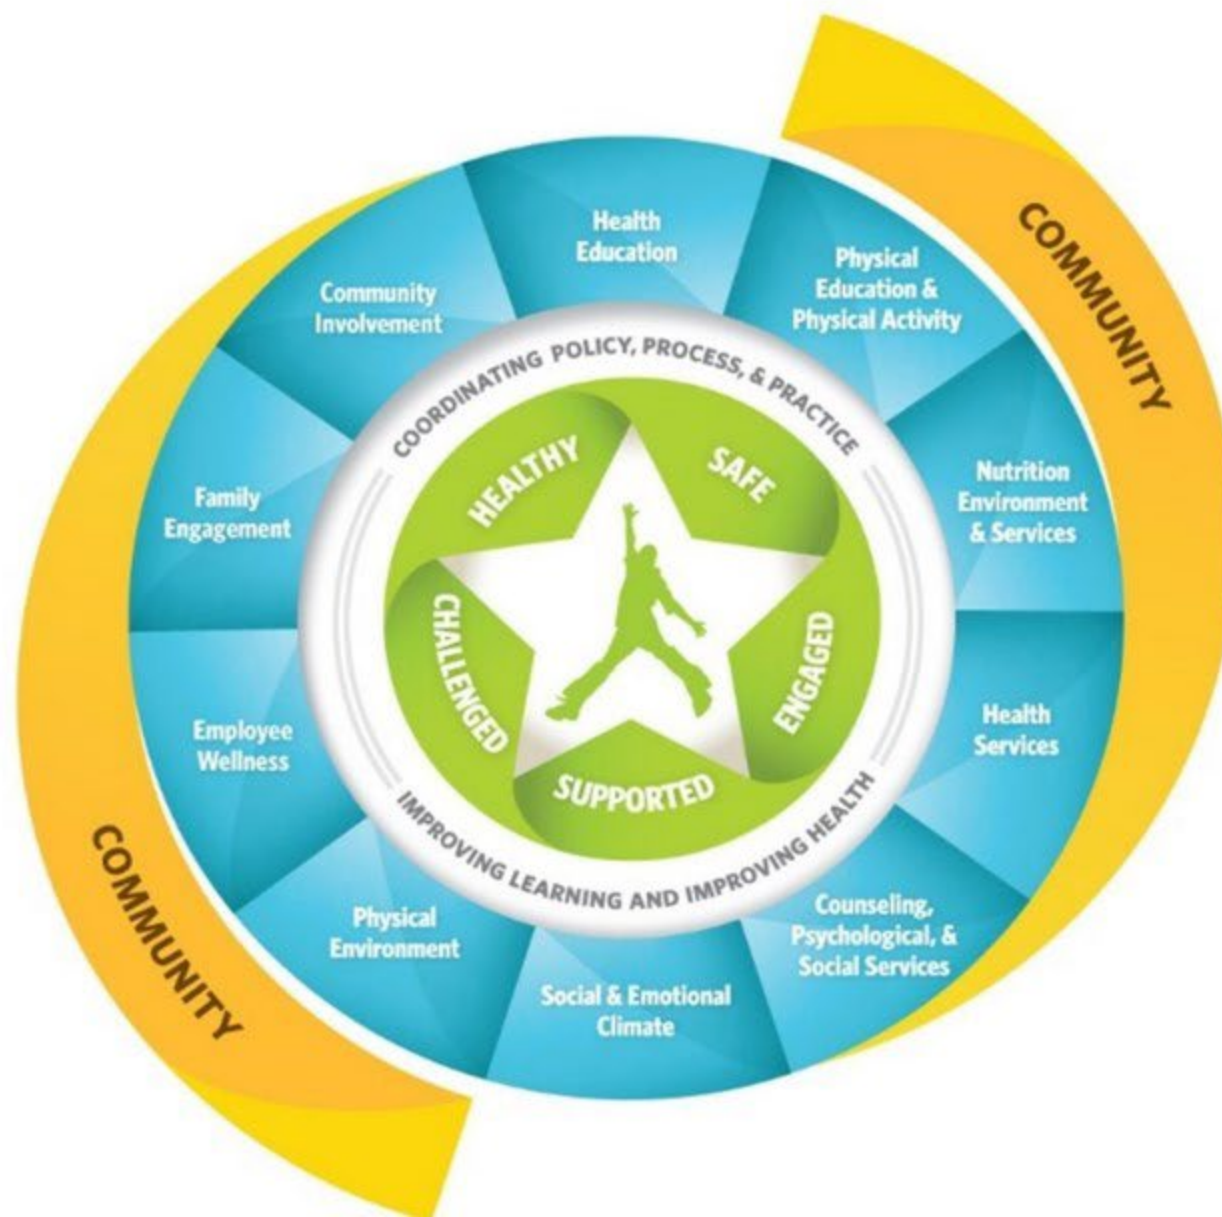 COMMUNITY
Health
Education
Physical
Education &
Physical Activity
Nutrition
Environment
& Services
Health
Services
Counseling,
Psychological, &
Social Services
Social & Emotional
Climate
Physical
Environment
Employee
Wellness
Family
Engagement
Community
Involvement
COORDINATING POLICY, PROCESS, & PRACTICE
IMPROVING LEARNING AND IMPROVING HEALTH
HEALTHY
SAFE
ENGAGED
SUPPORTED
CHALLENGED
COMMUNITY